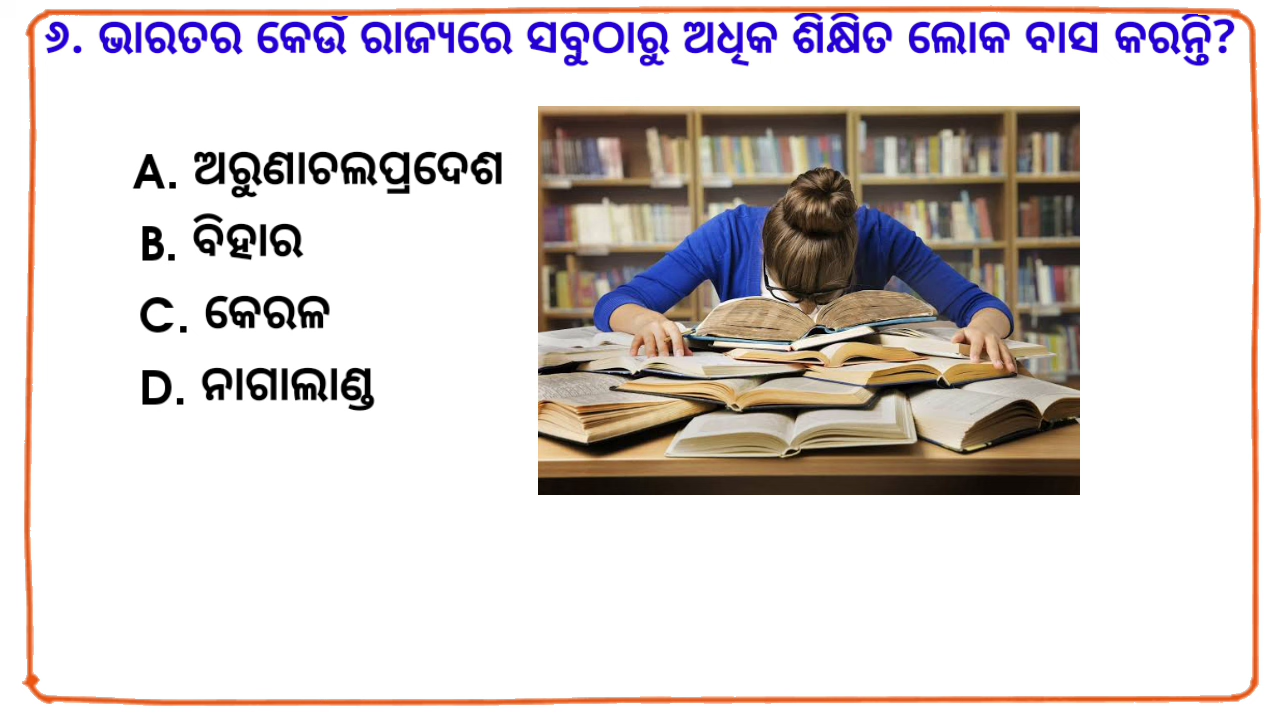 ୬. ଭାରତର କେଉଁ ରାଜ୍ୟରେ ସବୁଠାରୁ ଅଧିକ ଶିକ୍ଷିତ ଲୋକ ବାସ କରନ୍ତି?
A. ଅରୁଣାଚଲପ୍ରଦେଶ
B. ବିହାର
C. କେରଳ
D. ନାଗାଲାଣ୍ଡ